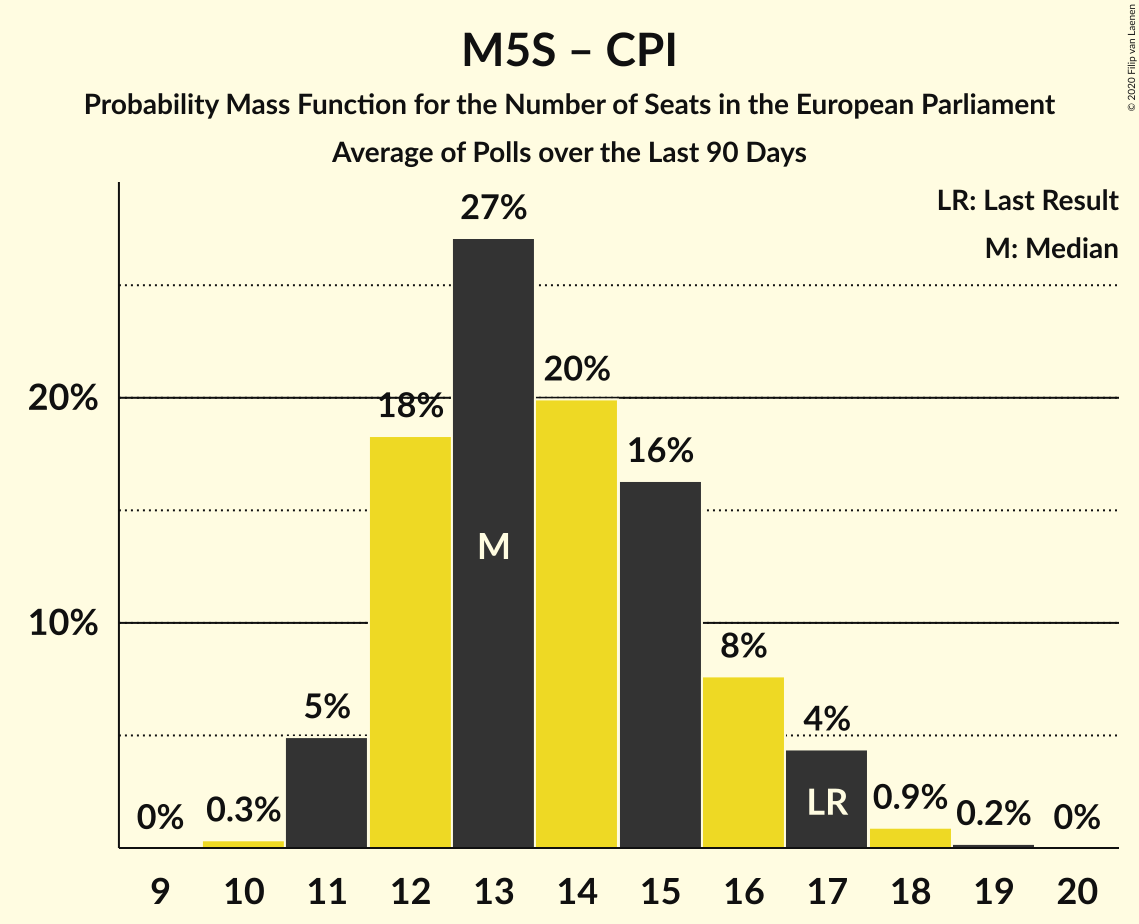 M5S – CPI
Probability Mass Function for the Number of Seats in the European Parliament
Average of Polls over the Last 90 Days
© 2020 Filip van Laenen
LR: Last Result
M: Median
27%
20%
18%
20%
16%
M
10%
8%
5%
4%
LR
0%
0.3%
0.9%
0.2%
0%
9 10 11 12 13 14 15 16 17 18 19 20